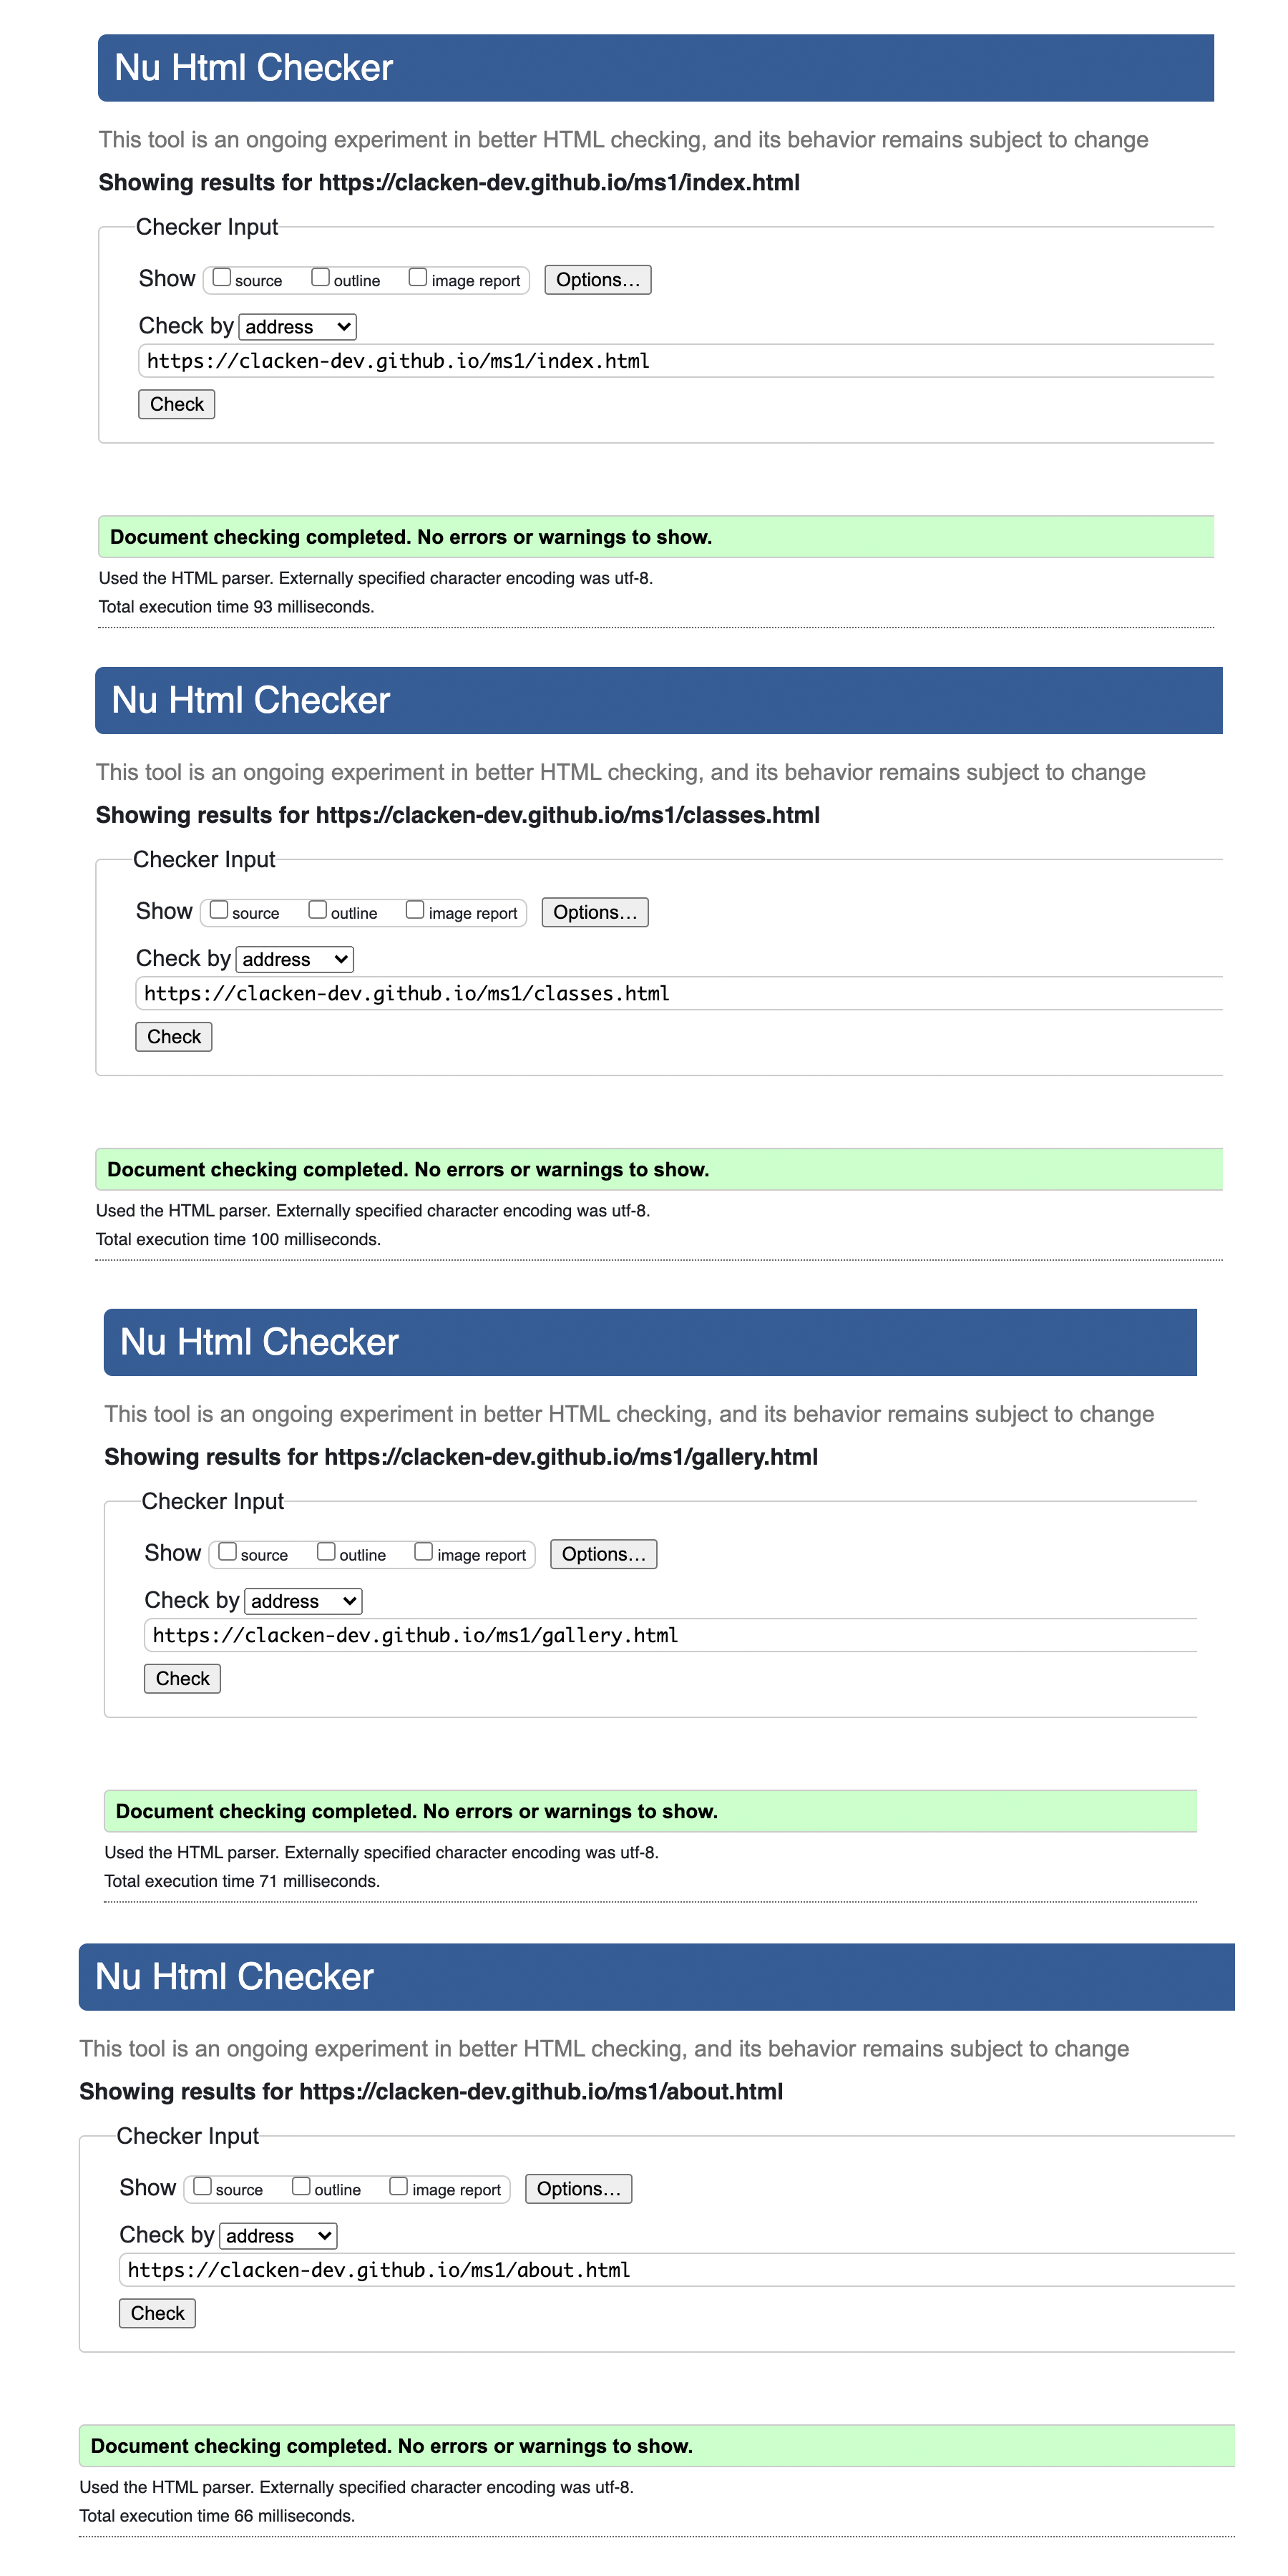 Nu Html Checker
This tool is an ongoing experiment in better HTML checking, and its behavior remains subject to change
Showing results for https://clacken-dev.github.io/ms1/index.html
Checker Input
Show source outline image report Options...
Check by address
https://clacken-dev.github.io/ms1/index.html
Check
Document checking completed. No errors or warnings to show.
Used the HTML parser. Externally specified character encoding was utf-8.
Total execution time 93 milliseconds.
Nu Html Checker
This tool is an ongoing experiment in better HTML checking, and its behavior remains subject to change
Showing results for https://clacken-dev.github.io/ms1/classes.html
Checker Input
Show source outline image report Options...
Check by address
https://clacken-dev.github.io/ms1/classes.html
Check
Document checking completed. No errors or warnings to show.
Used the HTML parser. Externally specified character encoding was utf-8.
Total execution time 100 milliseconds.
Nu Html Checker
This tool is an ongoing experiment in better HTML checking, and its behavior remains subject to change
Showing results for https://clacken-dev.github.io/ms1/gallery.html
Checker Input
Show source outline image report Options...
Check by address
https://clacken-dev.github.io/ms1/gallery.html
Check
Document checking completed. No errors or warnings to show.
Used the HTML parser. Externally specified character encoding was utf-8.
Total execution time 71 milliseconds.
Nu Html Checker
This tool is an ongoing experiment in better HTML checking, and its behavior remains subject to change
Showing results for https://clacken-dev.github.io/ms1/about.html
Checker Input
Show source outline image report Options...
Check by address
https://clacken-dev.github.io/ms1/about.html
Check
Document checking completed. No errors or warnings to show.
Used the HTML parser. Externally specified character encoding was utf-8.
Total execution time 66 milliseconds.